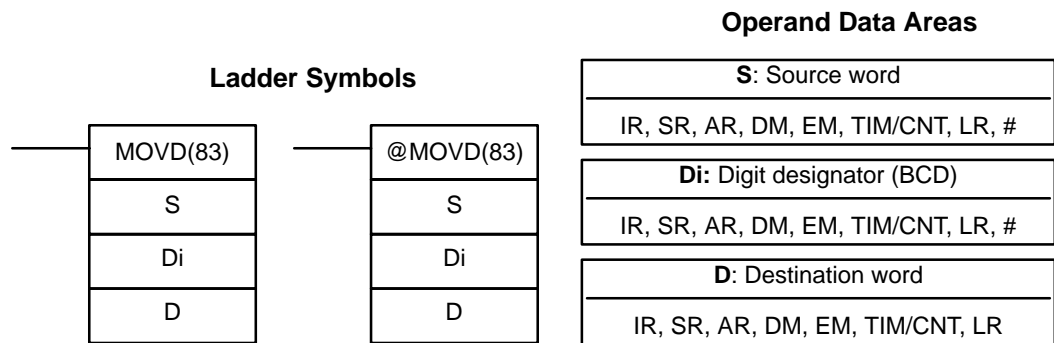 Operand Data Areas
Ladder Symbols
MOVD(83)
S
Di
D
@MOVD(83)
S
Di
D
S: Source word
IR, SR, AR, DM, EM, TIM/CNT, LR, #
Di: Digit designator (BCD)
IR, SR, AR, DM, EM, TIM/CNT, LR, #
D: Destination word
IR, SR, AR, DM, EM, TIM/CNT, LR